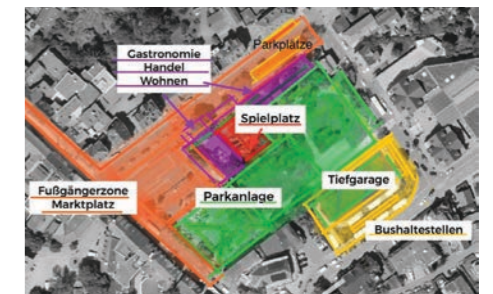 Parkplätze
Gastronomie
Handel
Wohnen
Spielplatz
Fußgängerzone
Marktplatz
Parkanlage
Tiefgarage
Bushaltestellen